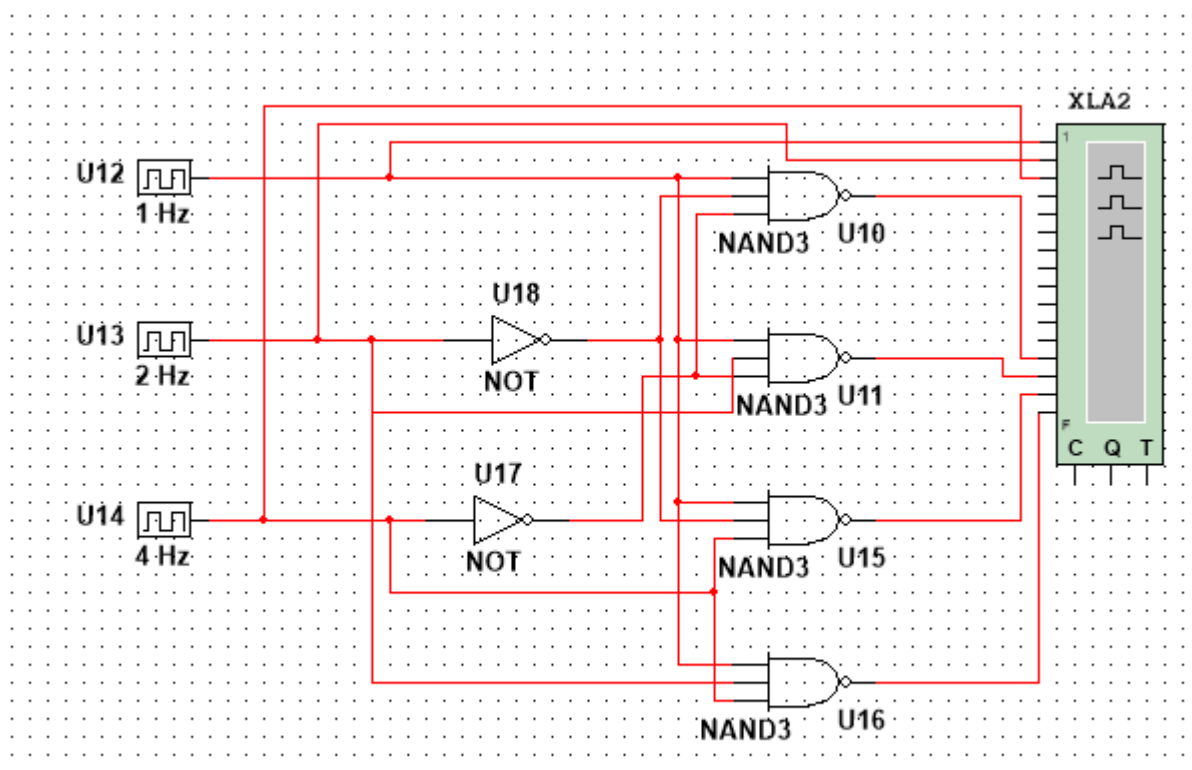 XLA2
1
U12
1 Hz
U10
NAND3
U18
U13
2 Hz
NOT
U11
NAND3
F
C Q T
U17
U14
4 Hz
NOT
U15
NAND3
U16
NAND3